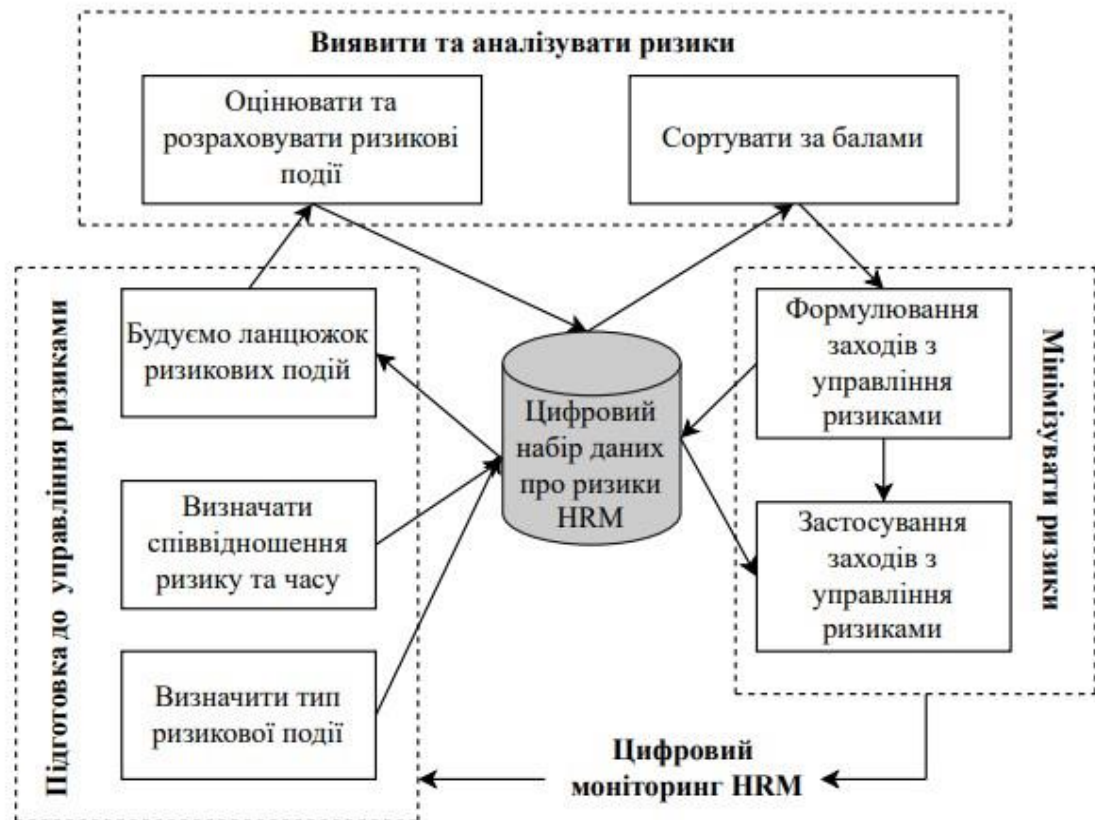 Виявити та аналізувати ризики
Оцінювати та
розраховувати ризикові
події
Сортувати за балами
Підготовка до управління ризиками
Будуємо ланцюжок
ризикових подій
Визначати
співвідношення
ризику та часу
Визначити тип
ризикової події
Цифровий
набір даних
про ризики
HRM
Формулювання
заходів з
управління
ризиками
Застосування
заходів з
управління
ризиками
Мінімізувати ризики
Цифровий
моніторинг HRM